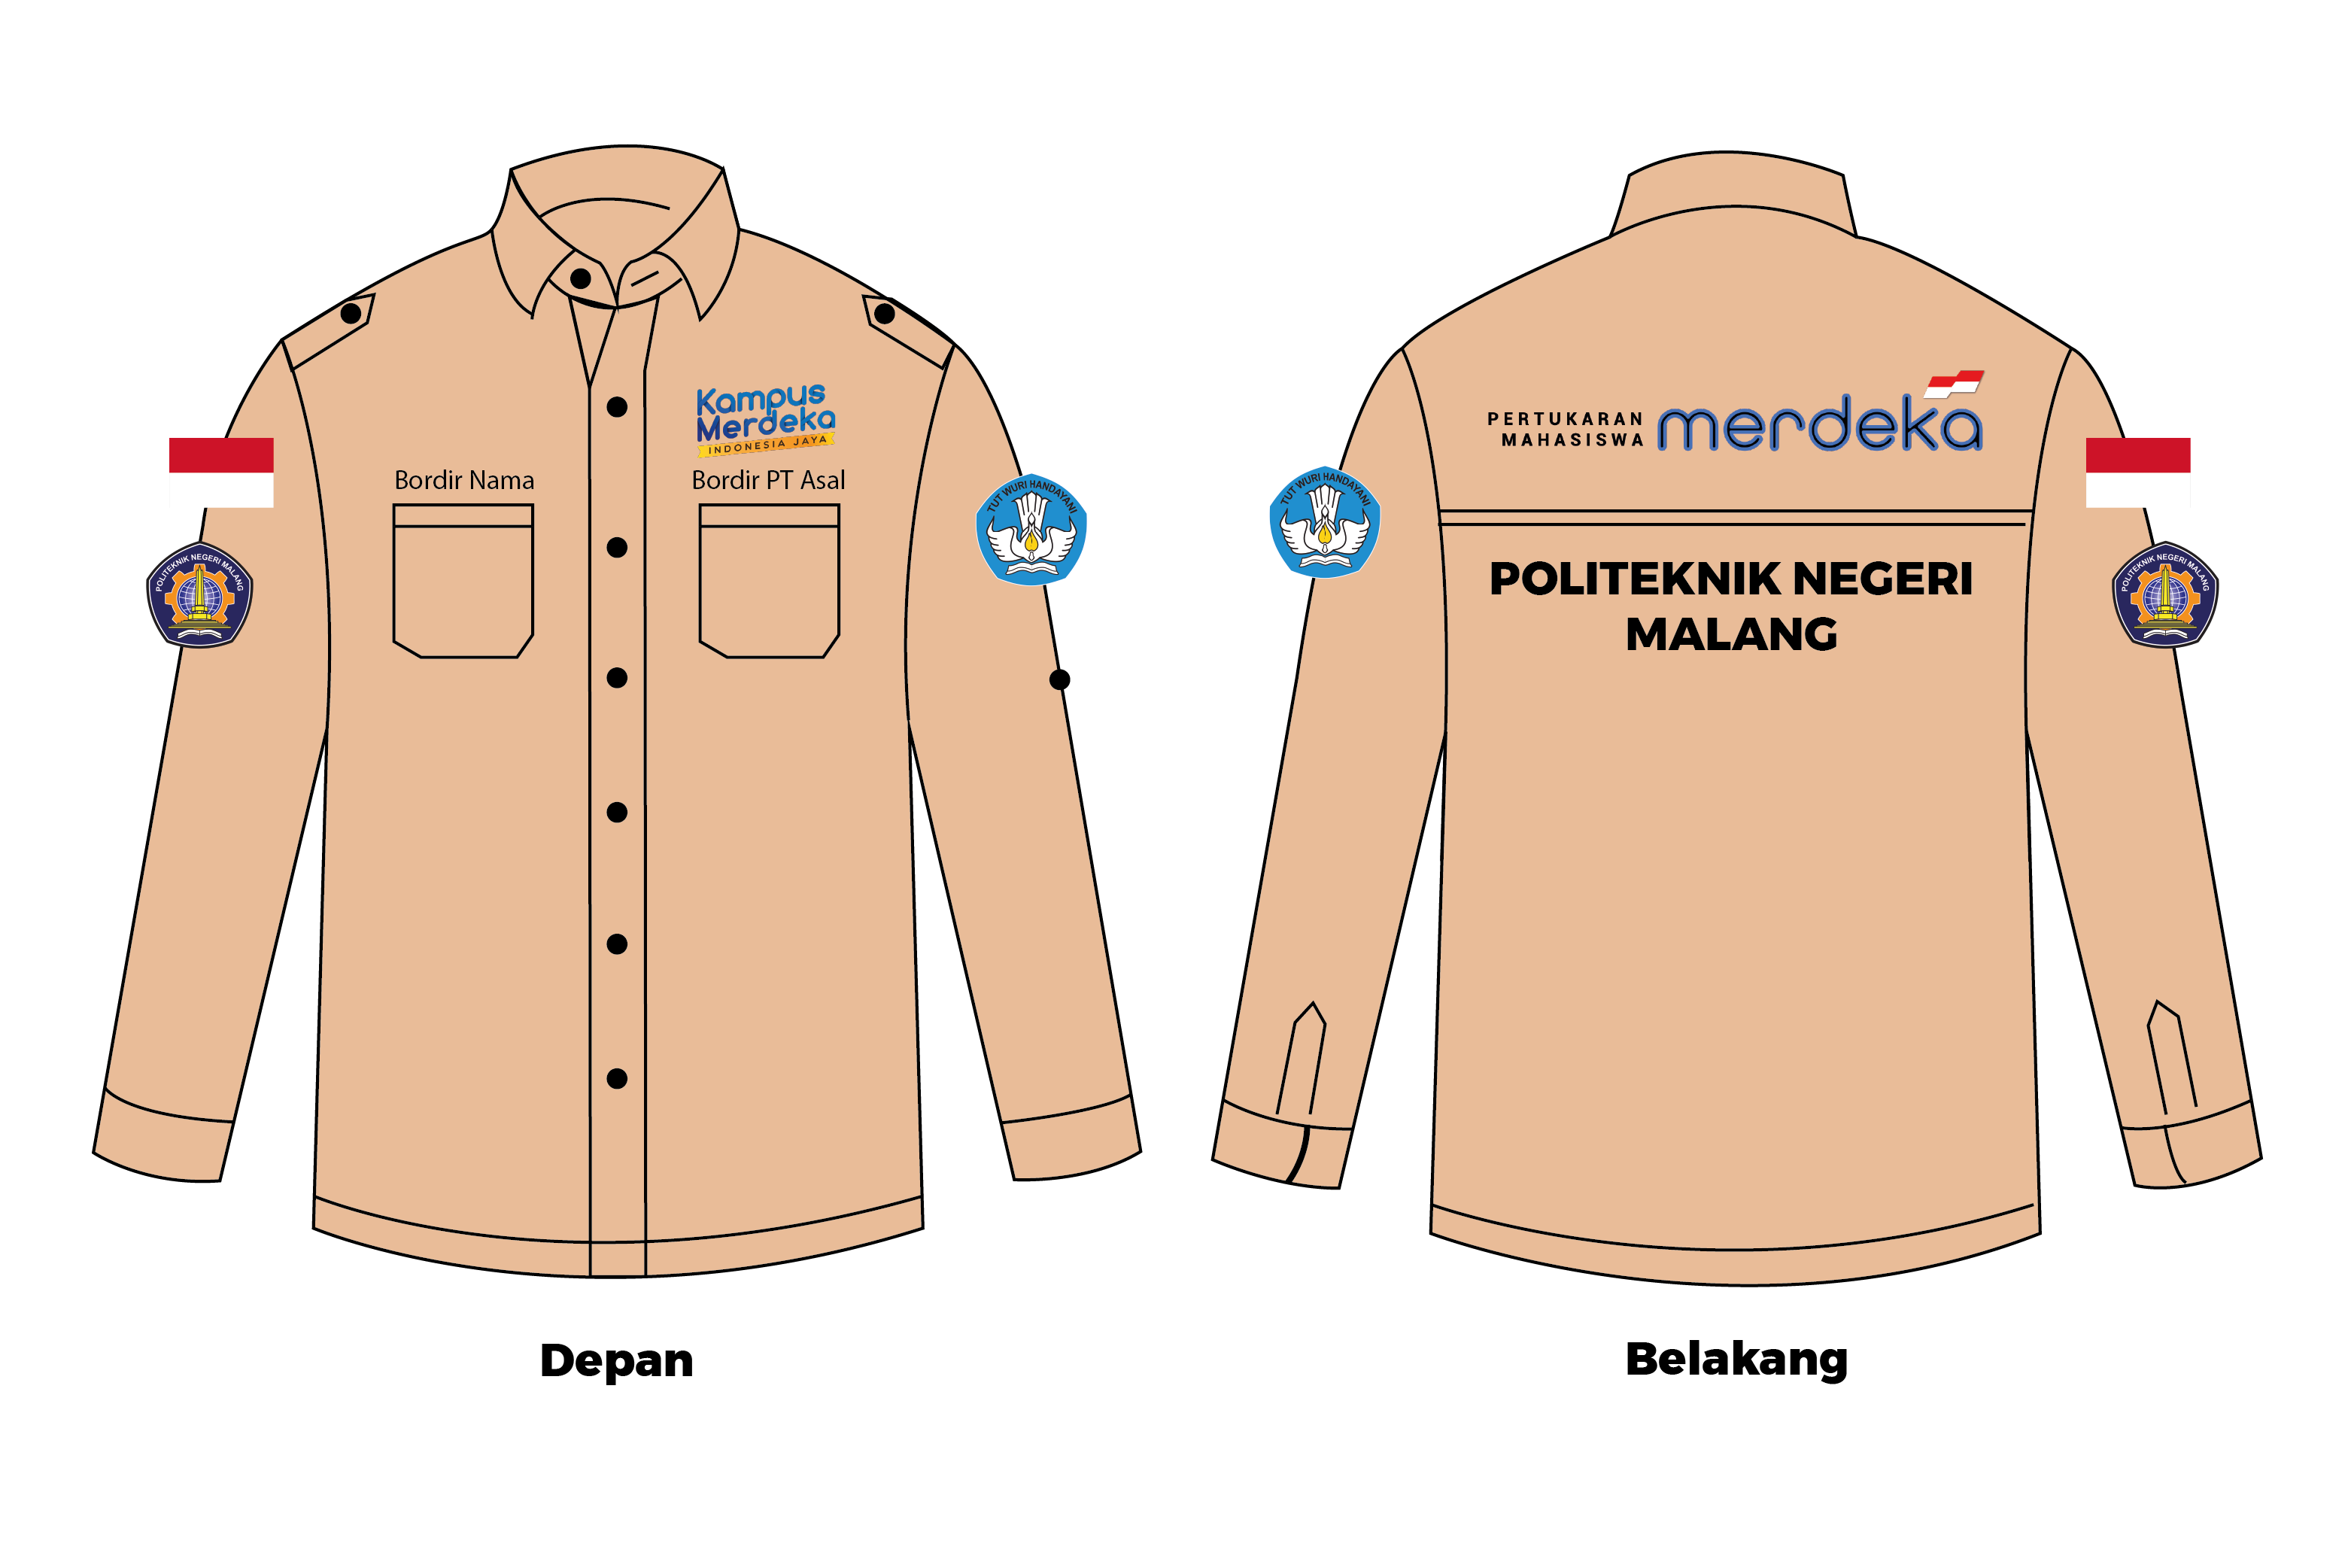 Kampus
Merdeka
INDONESIA JAYA
Bordir Nama
Bordir PT Asal
TUT WURI HANDAYANI
POLITEKNIK NEGERI MALANG
Depan
PERTUKARAN
MAHASISWA
merdeka
TUT WURI HANDAYANI
POLITEKNIK NEGERI MALANG
POLITEKNIK NEGERI
MALANG
Belakang